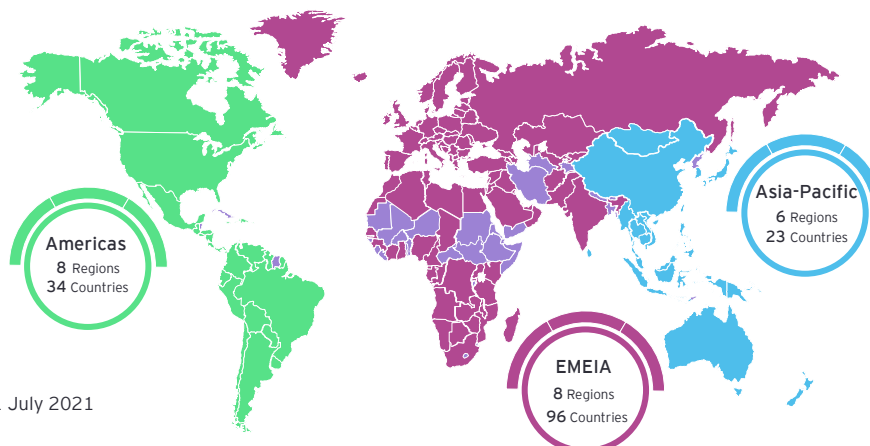 Asia-Pacific
6 Regions
23 Countries
Americas
8 Regions
34 Countries
EMEIA
8 Regions
96 Countries
July 2021